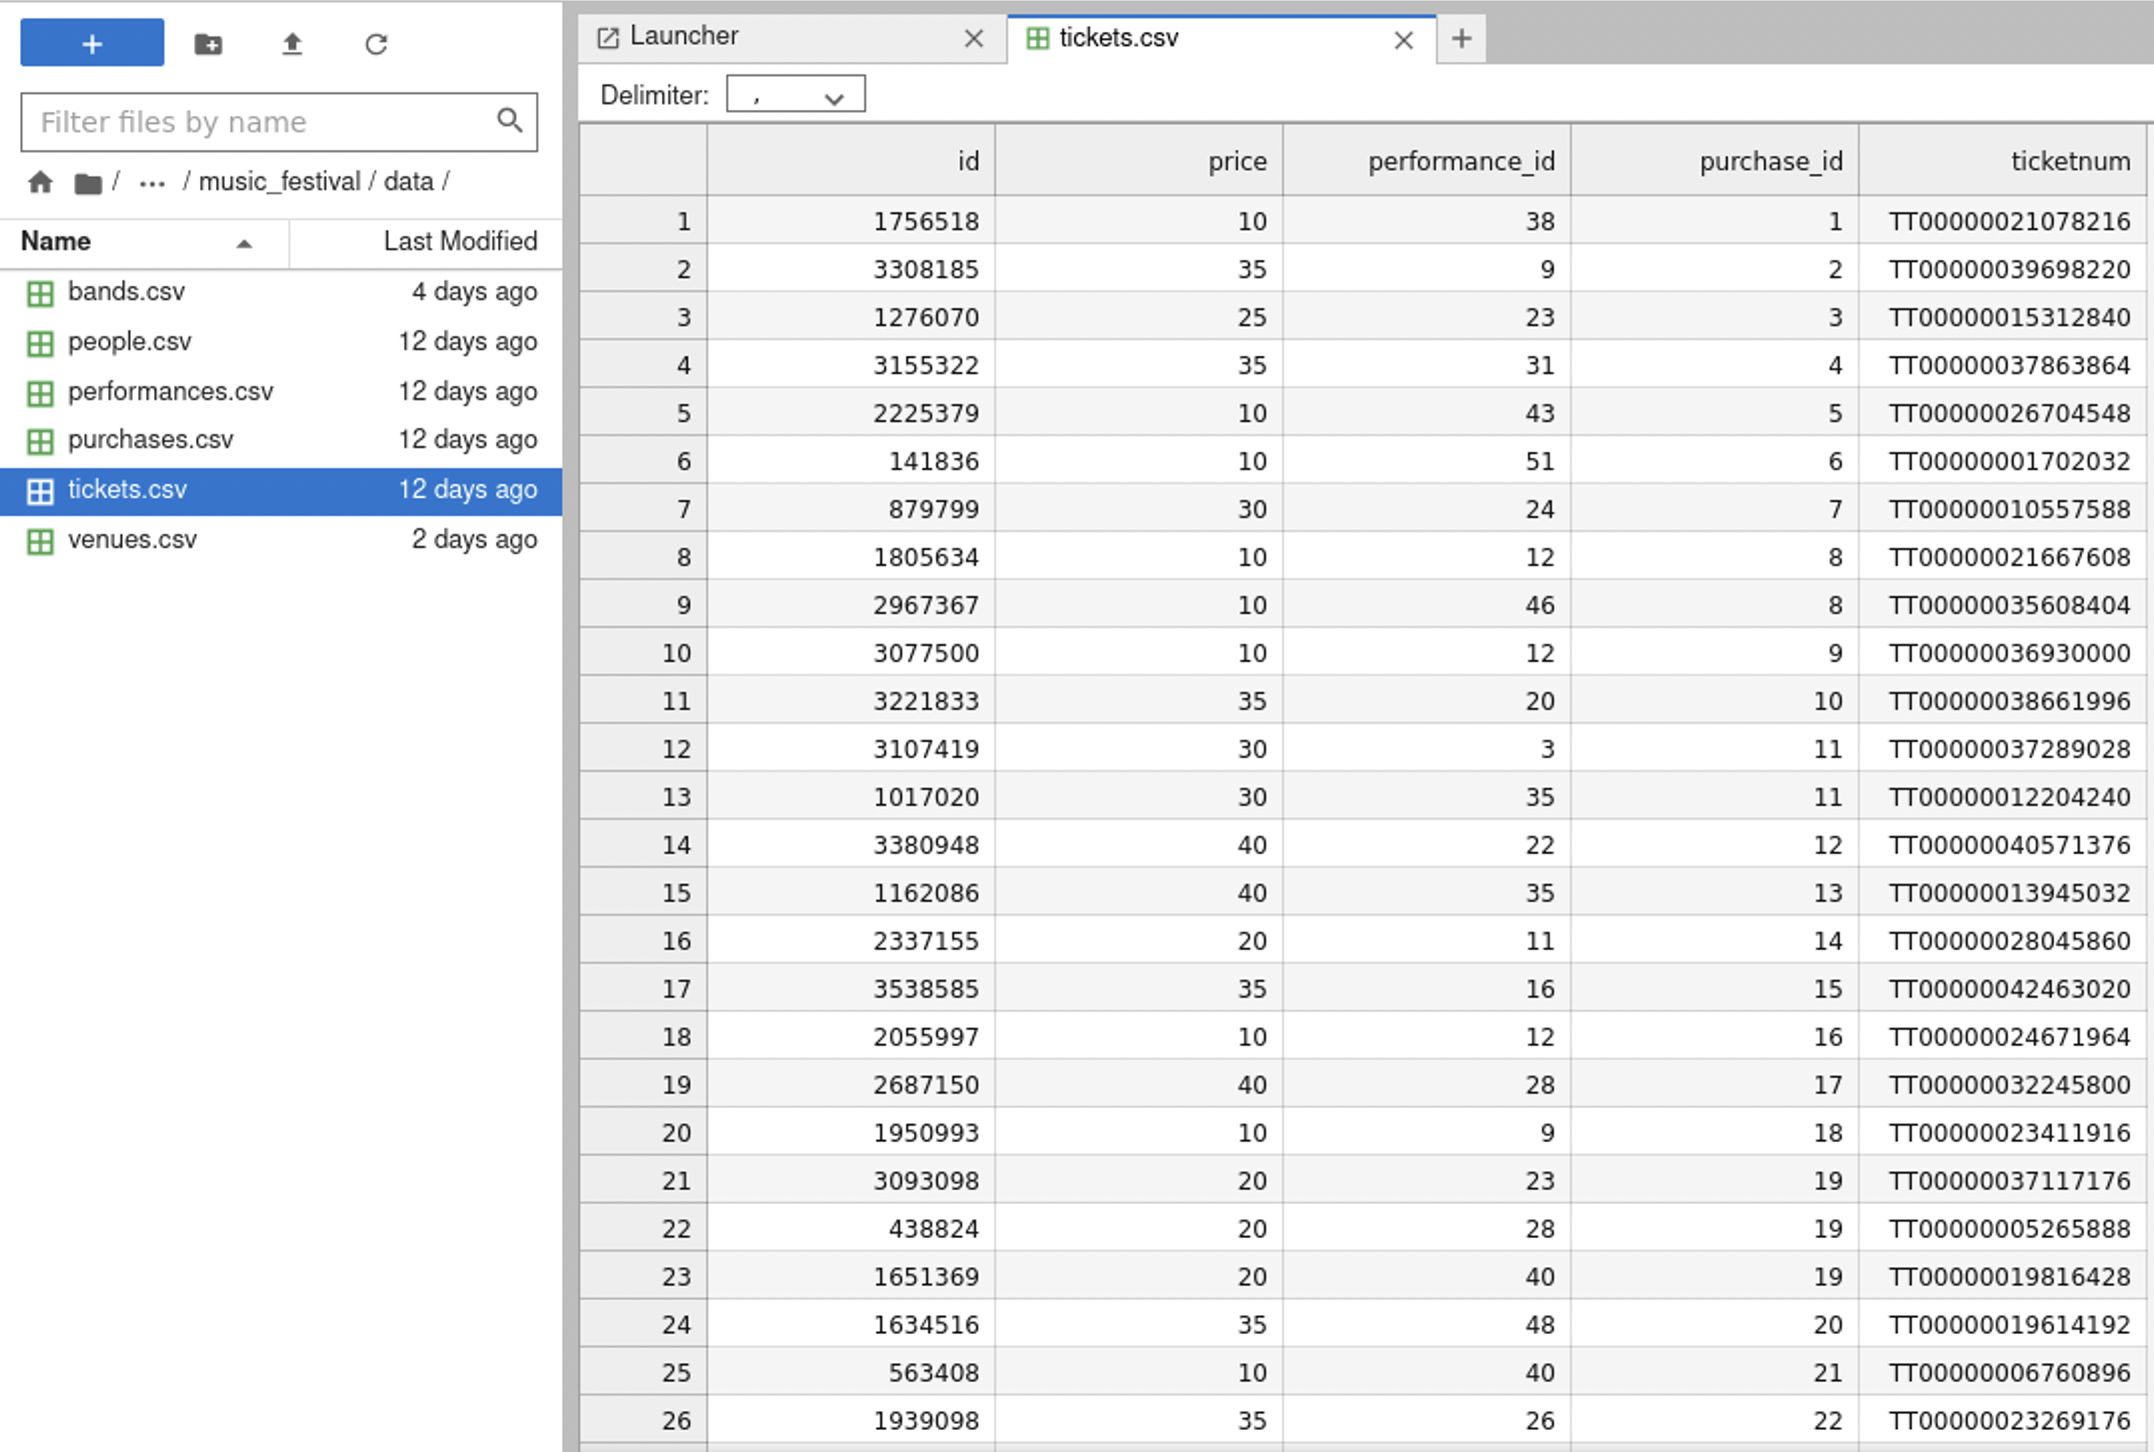 +
Filter files by name
/ ··· / music_festival / data /
Name Last Modified
bands.csv 4 days ago
people.csv 12 days ago
performances.csv 12 days ago
purchases.csv 12 days ago
tickets.csv 12 days ago
venues.csv 2 days ago
Launcher tickets.csv +
Delimiter: ,
id price performance_id purchase_id ticketnum
1 1756518 10 38 1 TT00000021078216
2 3308185 35 9 2 TT00000039698220
3 1276070 25 23 3 TT00000015312840
4 3155322 35 31 4 TT00000037863864
5 2225379 10 43 5 TT00000026704548
6 141836 10 51 6 TT00000001702032
7 879799 30 24 7 TT00000010557588
8 1805634 10 12 8 TT00000021667608
9 2967367 10 46 8 TT00000035608404
10 3077500 10 12 9 TT00000036930000
11 3221833 35 20 10 TT00000038661996
12 3107419 30 3 11 TT00000037289028
13 1017020 30 35 11 TT00000012204240
14 3380948 40 22 12 TT00000040571376
15 1162086 40 35 13 TT00000013945032
16 2337155 20 11 14 TT00000028045860
17 3538585 35 16 15 TT00000042463020
18 2055997 10 12 16 TT00000024671964
19 2687150 40 28 17 TT00000032245800
20 1950993 10 9 18 TT00000023411916
21 3093098 20 23 19 TT00000037117176
22 438824 20 28 19 TT00000005265888
23 1651369 20 40 19 TT00000019816428
24 1634516 35 48 20 TT00000019614192
25 563408 10 40 21 TT00000006760896
26 1939098 35 26 22 TT00000023269176